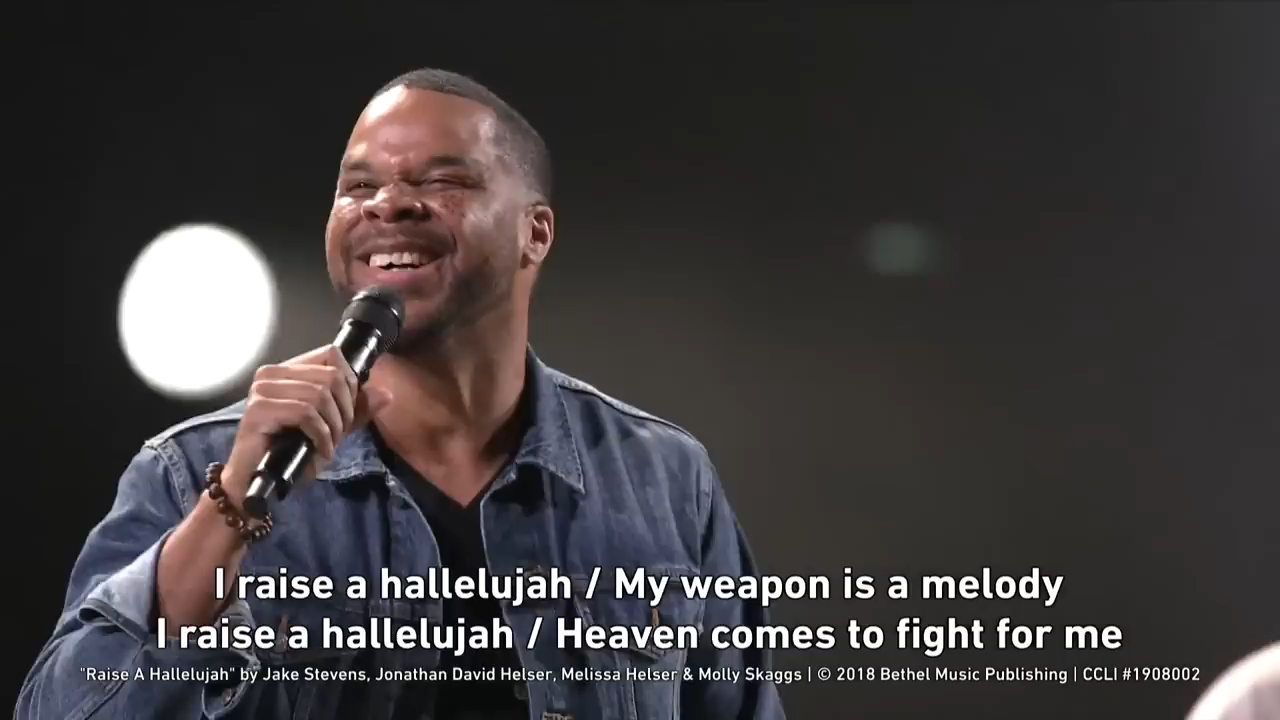 I raise a hallelujah / My weapon is a melody
I raise a hallelujah / Heaven comes to fight for me
"Raise A Hallelujah" by Jake Stevens, Jonathan David Helser, Melissa Helser & Molly Skaggs | © 2018 Bethel Music Publishing | CCLI #1908002